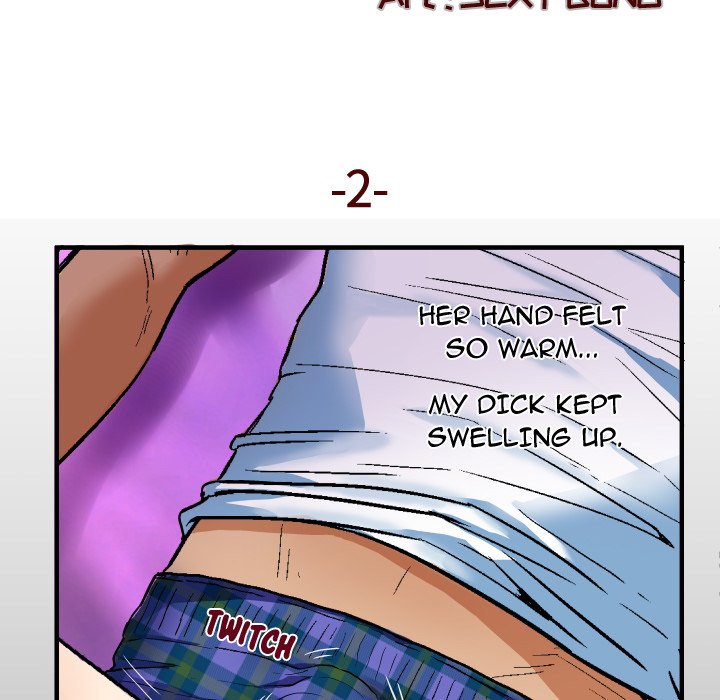 -2-
HER HAND FELT
SO WARM...
MY DICK KEPT
SWELLING UP.
TWITCH